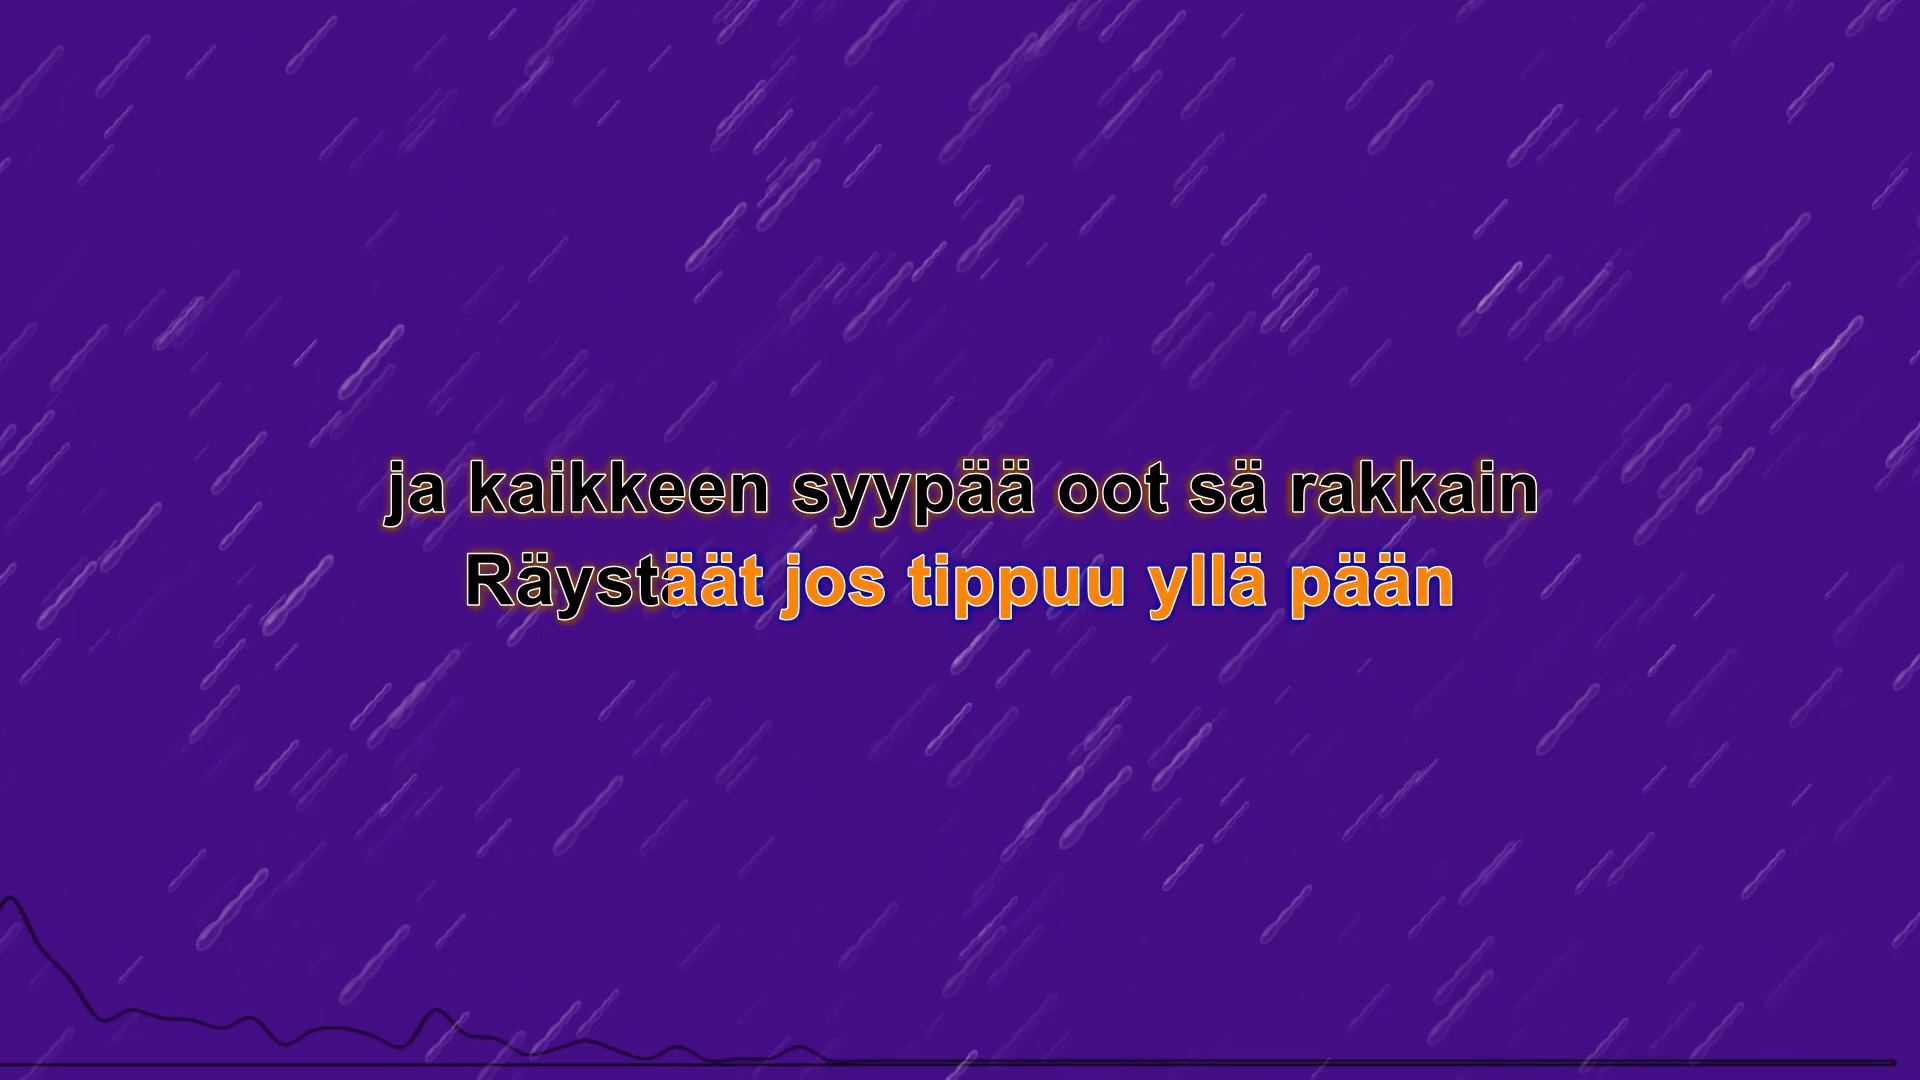 ja kaikkeen syypää oot sä rakkain
Räystäät jos tippuu yllä pään